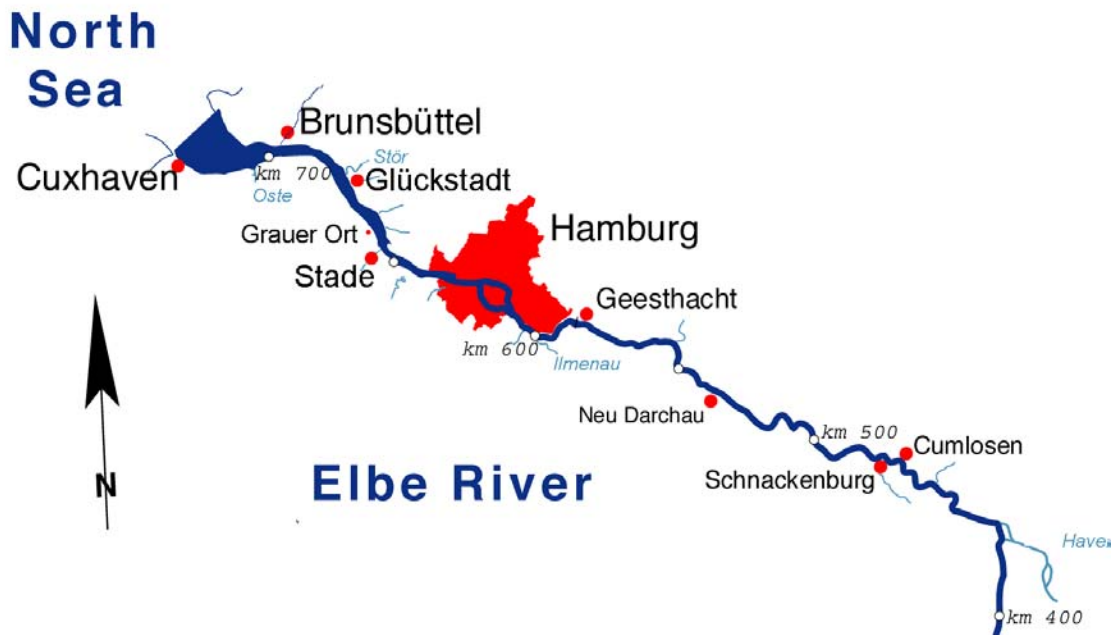 North
Sea
Brunsbüttel
Stör
km 700
Cuxhaven
Glückstadt
Oste
Grauer Ort
Hamburg
Stade
Geesthacht
km 600
Ilmenau
Neu Darchau
km 500
Cumlosen
Schnackenburg
Elbe River
N
Havel
km 400